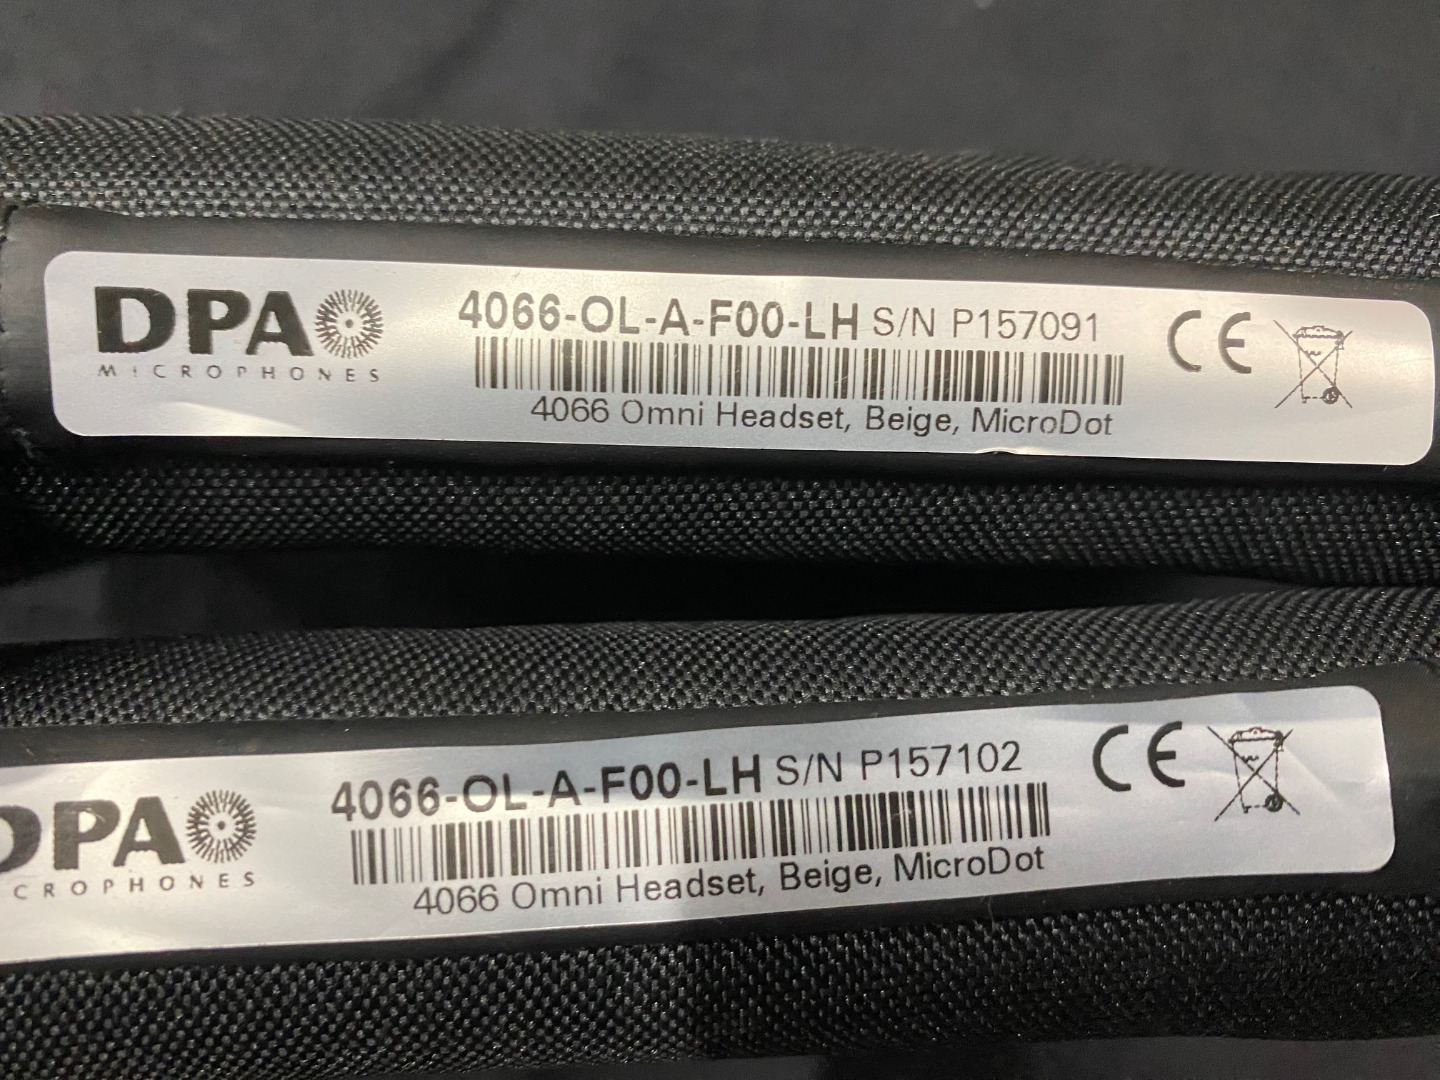 DPA
MICROPHONES
4066-OL-A-F00-LH S/N P157091
4066 Omni Headset, Beige, MicroDot
CE
DPA
CROPHONES
4066-OL-A-F00-LH S/N P157102
4066 Omni Headset, Beige, MicroDot
CE